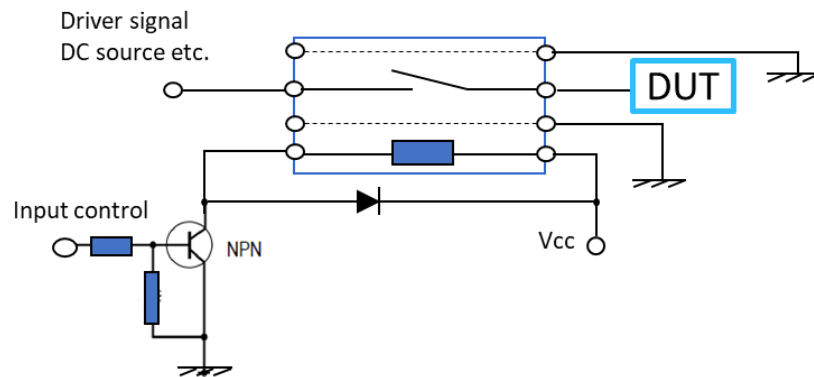 Driver signal
DC source etc.
DUT
Input control
NPN
Vcc